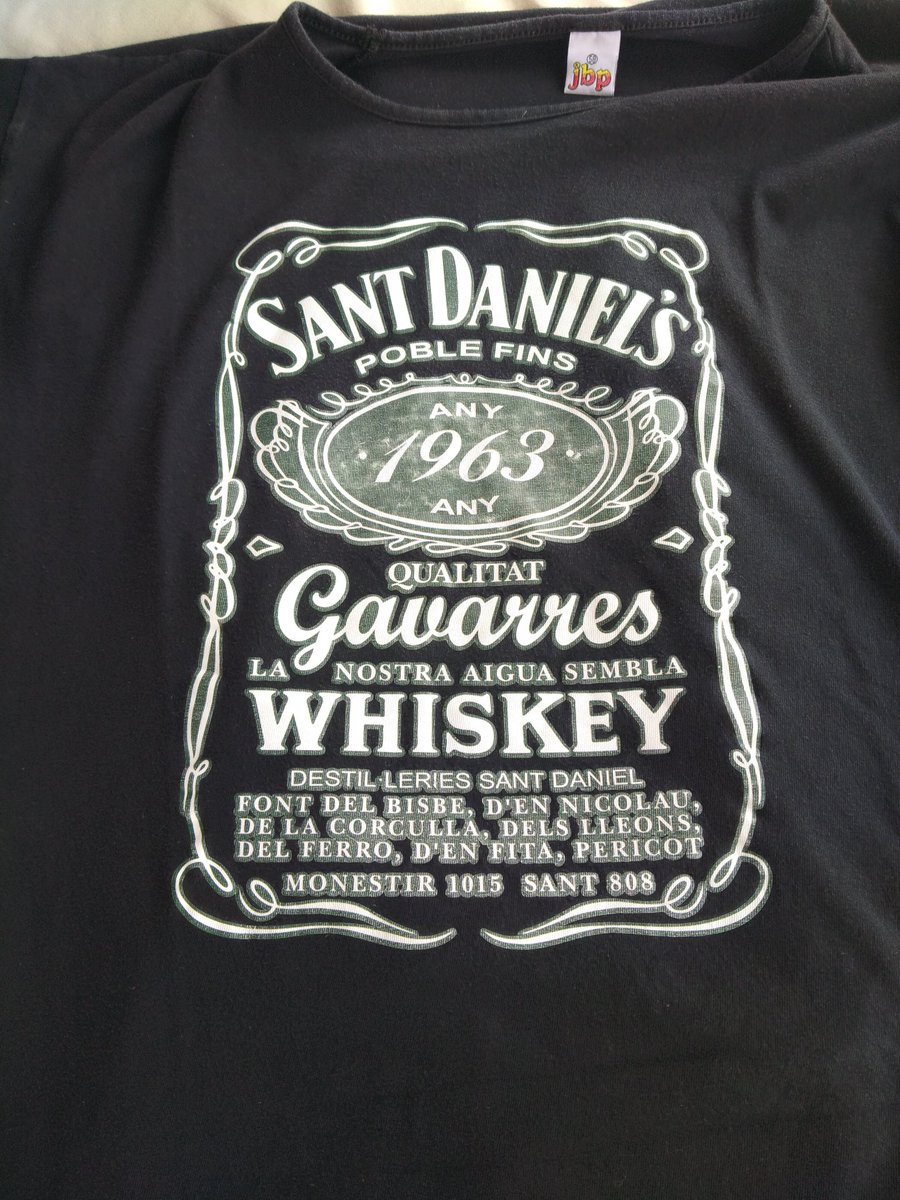 jbp
SANT DANIEL'S
POBLE FINS
ANY
1963
ANY
QUALITAT
Gavarres
LA NOSTRA AIGUA SEMBLA
WHISKEY
DESTIL·LERIES SANT DANIEL
FONT DEL BISBE, D'EN NICOLAU,
DE LA CORCULLA, DELS LLEONS,
DEL FERRO, D'EN FITA, PERICOT
MONESTIR 1015 SANT 808